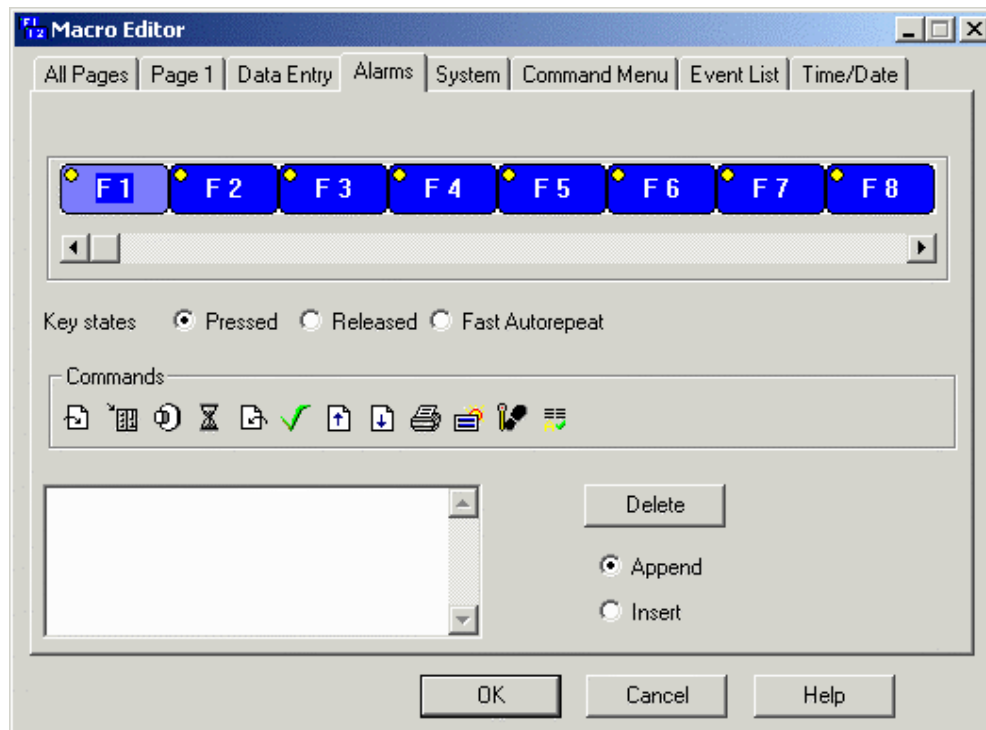 Macro Editor
All Pages Page 1 Data Entry Alarms System Command Menu Event List Time/Date
F 1 F 2 F 3 F 4 F 5 F 6 F 7 F 8
Key states Pressed Released Fast Autorepeat
Commands
Delete
Append
Insert
OK Cancel Help